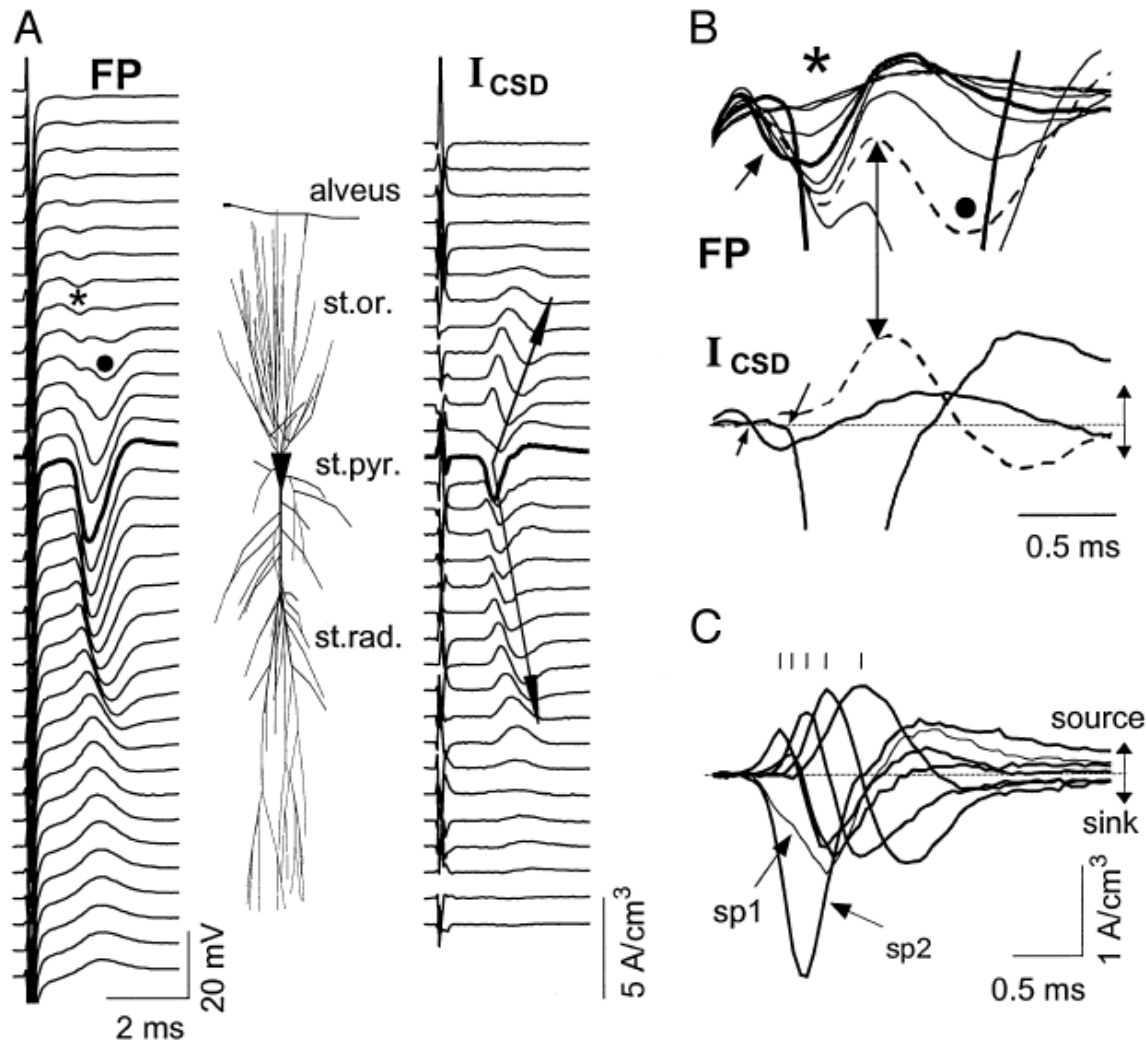 A
FP
I CSD
alveus
st.or.
*
st.pyr.
st.rad.
20 mV
2 ms
5 A/cm³
B
*
FP
I CSD
0.5 ms
C
source
sink
sp1
sp2
1 A/cm³
0.5 ms